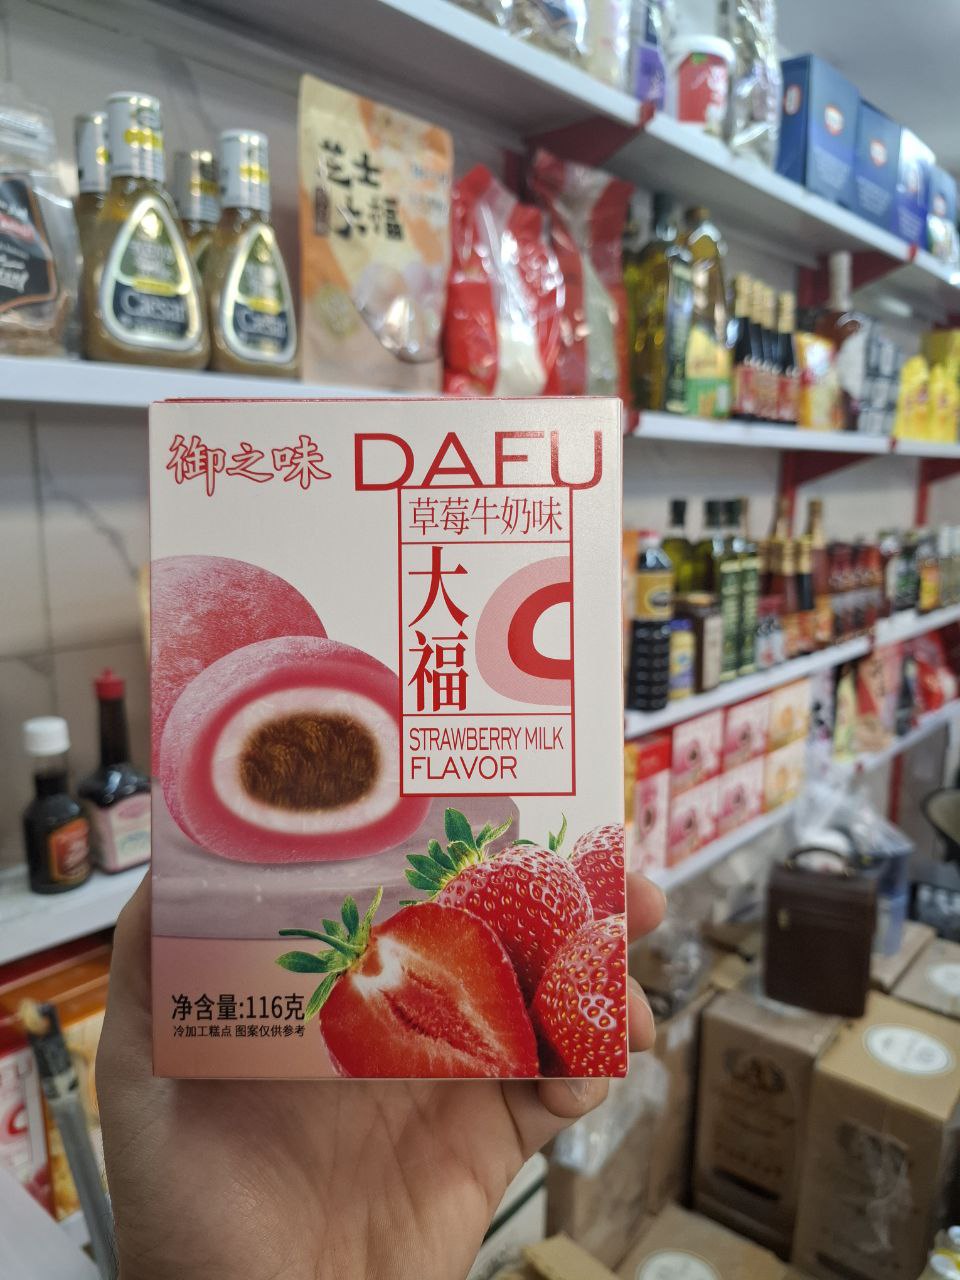 芝士
大福
Caesar
Caesar
御之味
DAFU
草莓牛奶味
大福
STRAWBERRY MILK
FLAVOR
净含量:116克
冷加工糕点 图案仅供参考